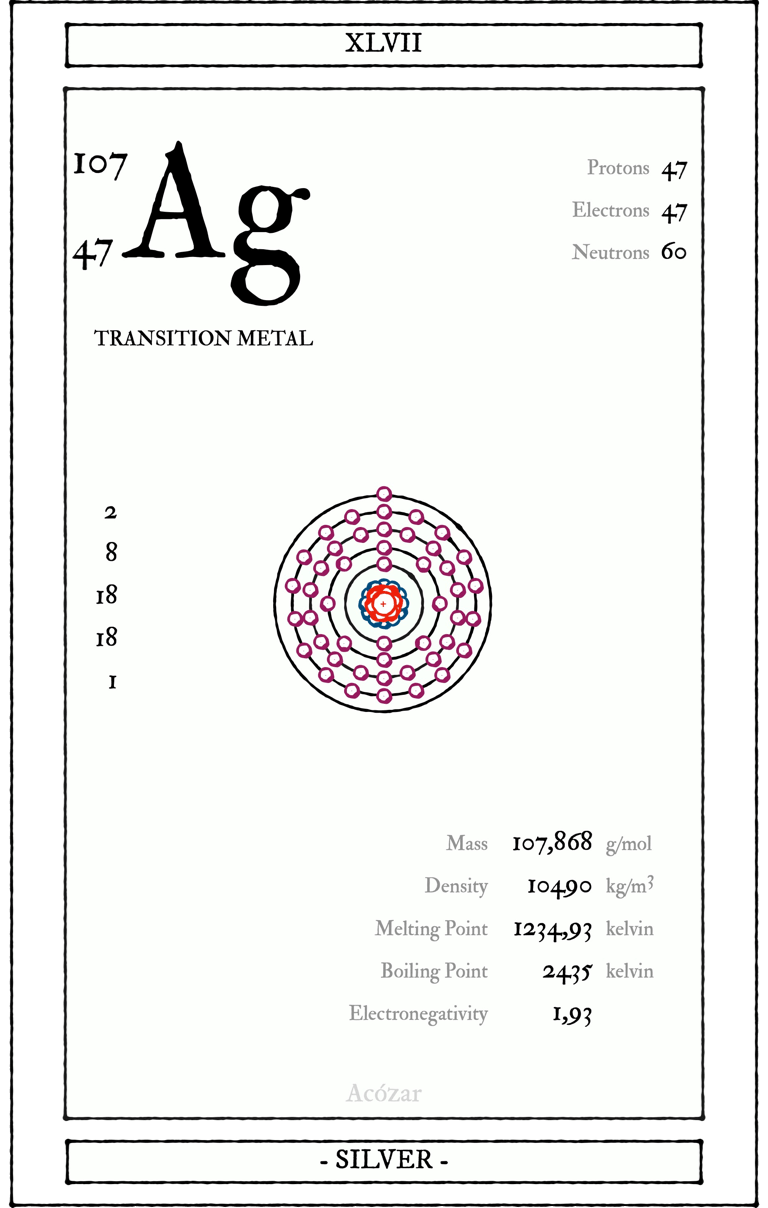 XLVII
107
Ag
47
TRANSITION METAL
Protons 47
Electrons 47
Neutrons 60
2
8
18
18
1
+
Mass 107,868 g/mol
Density 10490 kg/m³
Melting Point 1234,93 kelvin
Boiling Point 2435 kelvin
Electronegativity 1,93
Acózar
- SILVER -